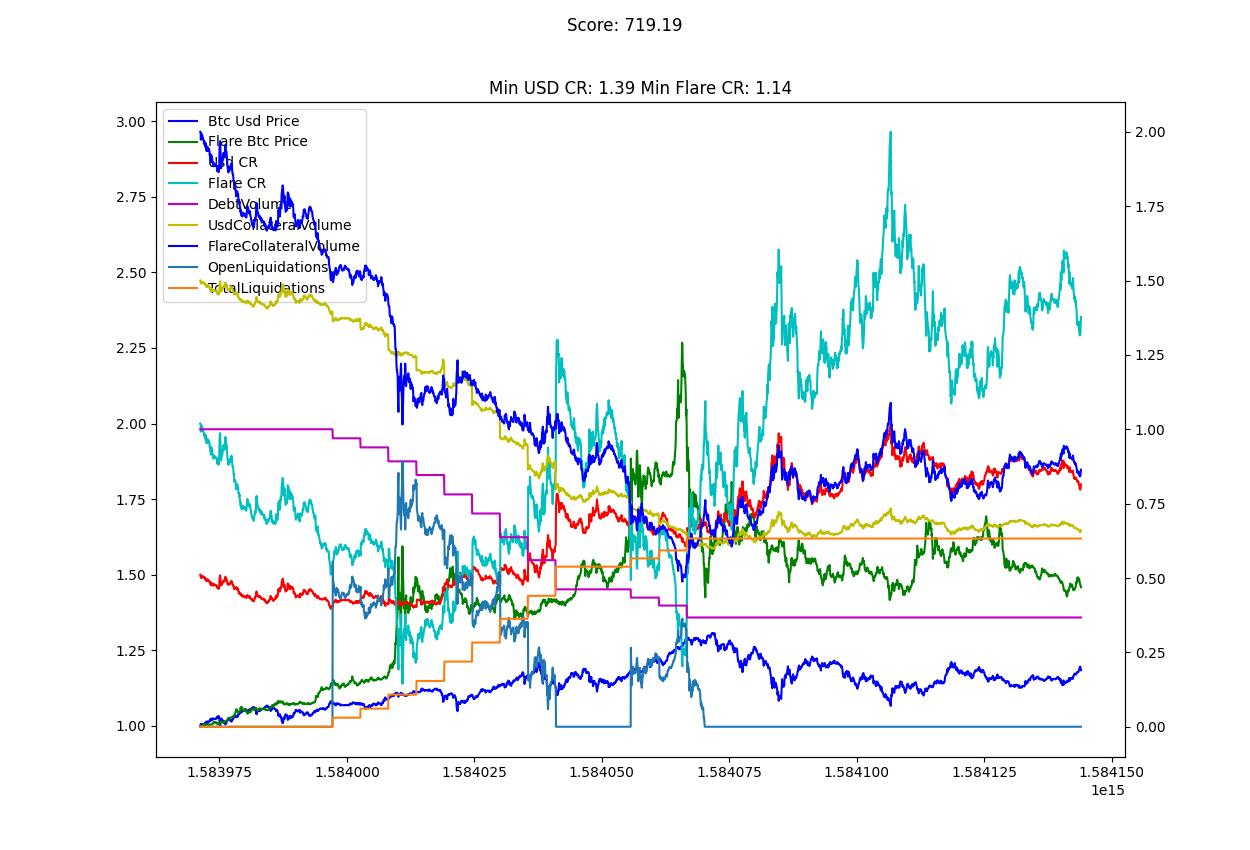 Score: 719.19
Min USD CR: 1.39 Min Flare CR: 1.14
Btc Usd Price
Flare Btc Price
Usd CR
Flare CR
DebtVolume
UsdCollateralVolume
FlareCollateralVolume
OpenLiquidations
TotalLiquidations
3.00
2.75
2.50
2.25
2.00
1.75
1.50
1.25
1.00
2.00
1.75
1.50
1.25
1.00
0.75
0.50
0.25
0.00
1.583975 1.584000 1.584025 1.584050 1.584075 1.584100 1.584125 1.584150
1e15